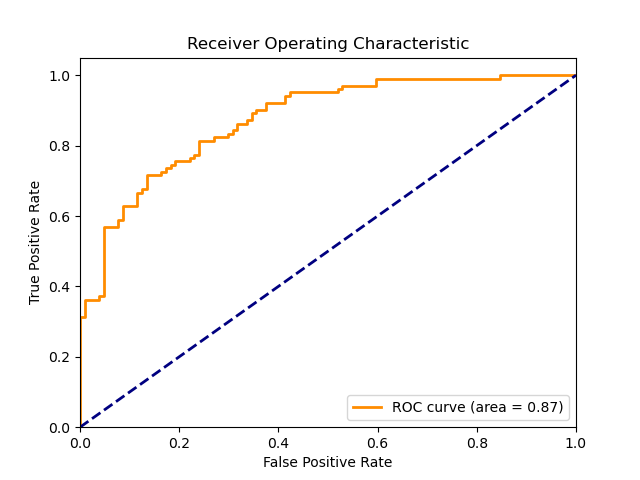 Receiver Operating Characteristic
1.0
0.8
0.6
0.4
0.2
0.0
True Positive Rate
ROC curve (area = 0.87)
0.0 0.2 0.4 0.6 0.8 1.0
False Positive Rate